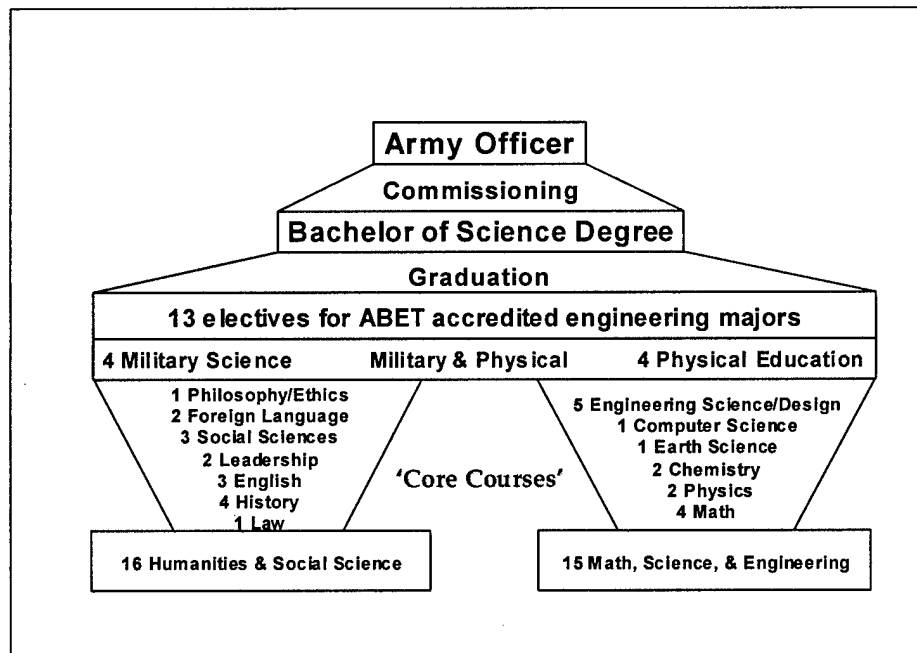 Army Officer
Commissioning
Bachelor of Science Degree
Graduation
13 electives for ABET accredited engineering majors
4 Military Science Military & Physical 4 Physical Education
1 Philosophy/Ethics
2 Foreign Language
3 Social Sciences
2 Leadership
3 English
4 History
1 Law
'Core Courses'
5 Engineering Science/Design
1 Computer Science
1 Earth Science
2 Chemistry
2 Physics
4 Math
16 Humanities & Social Science
15 Math, Science, & Engineering